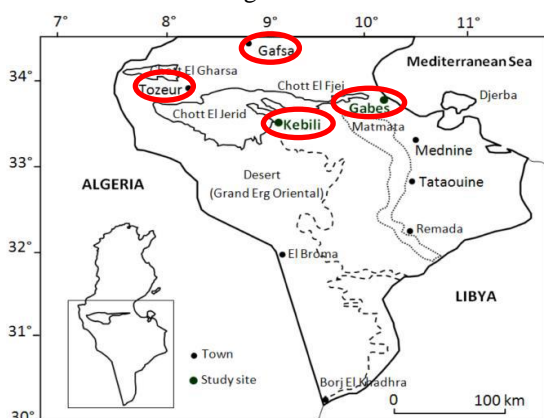 7° 8° 9° 10° 11°
Gafsa
34°
Chott El Gharsa
Mediterranean Sea
Tozeur
Chott El Fjej
Djerba
Gabes
Chott El Jerid
Kebili
Matmata
Mednine
33°
ALGERIA
Desert
(Grand Erg Oriental)
Tataouine
Remada
32°
El Broma
LIBYA
31°
Town
Study site
Borj El Khadhra
30°
0 100 km